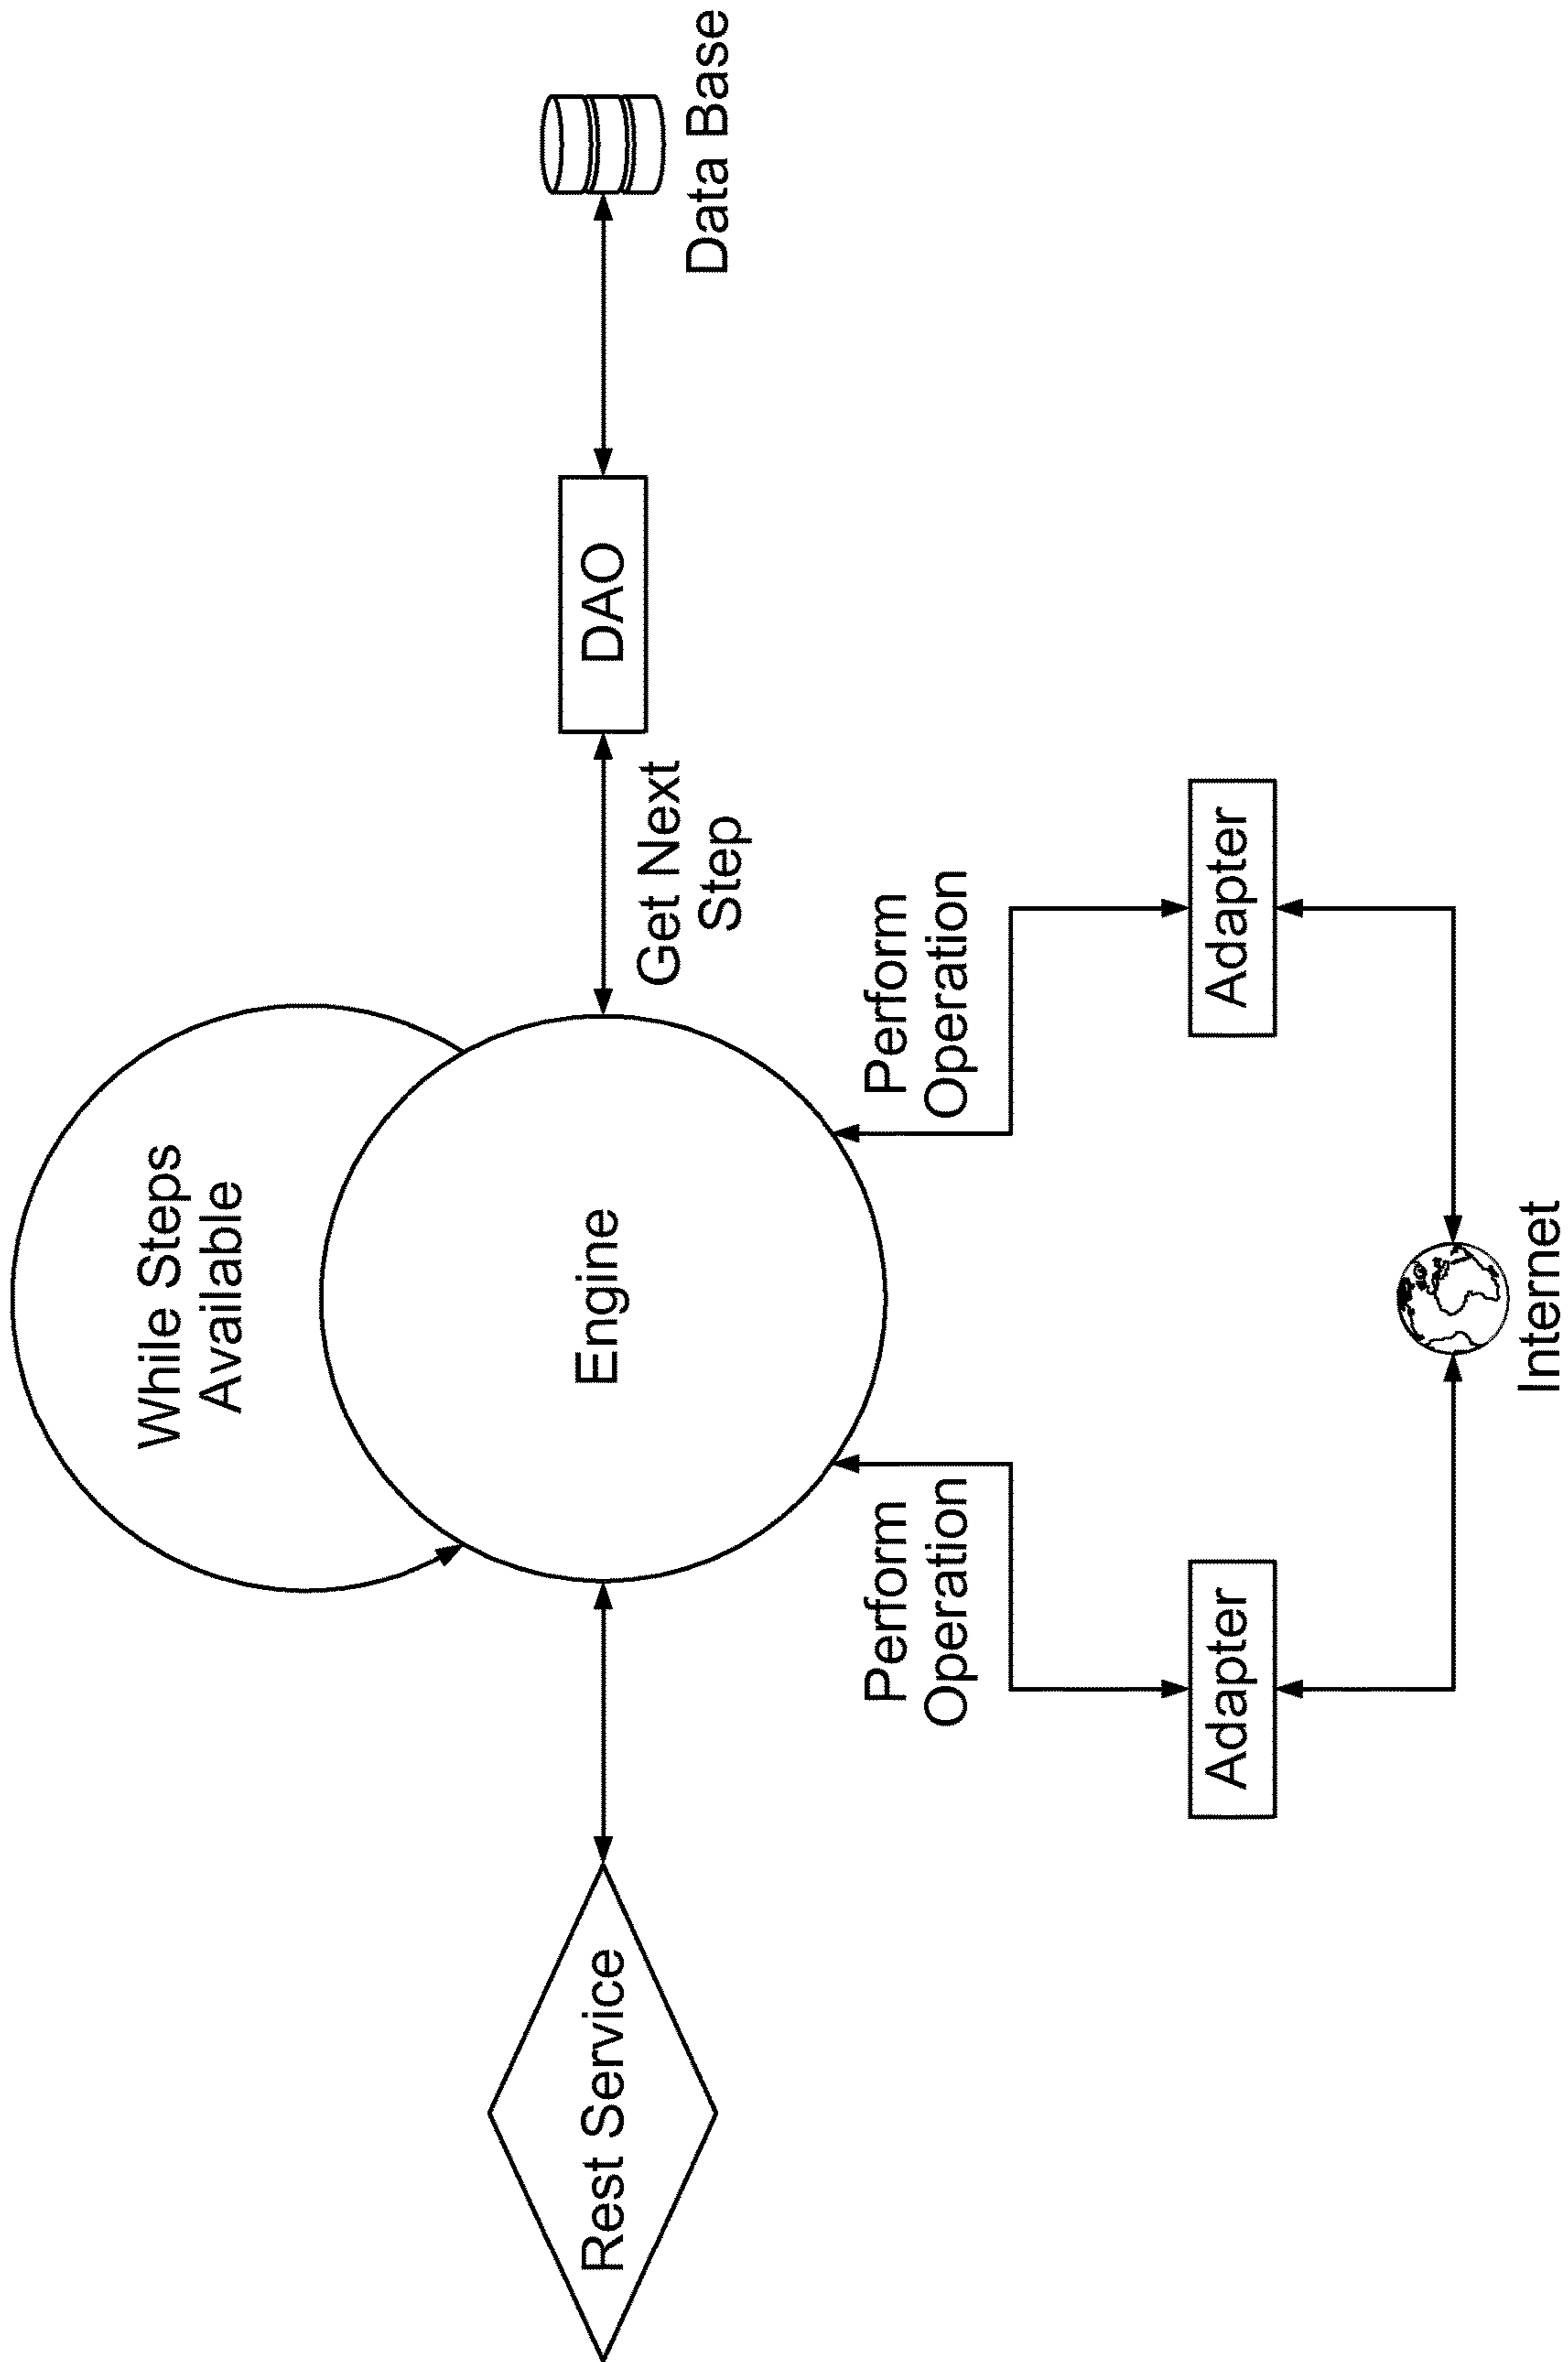 While Steps
Available
Rest Service
Engine
Get Next
Step
DAO
Data Base
Perform
Operation
Perform
Operation
Adapter
Adapter
Internet